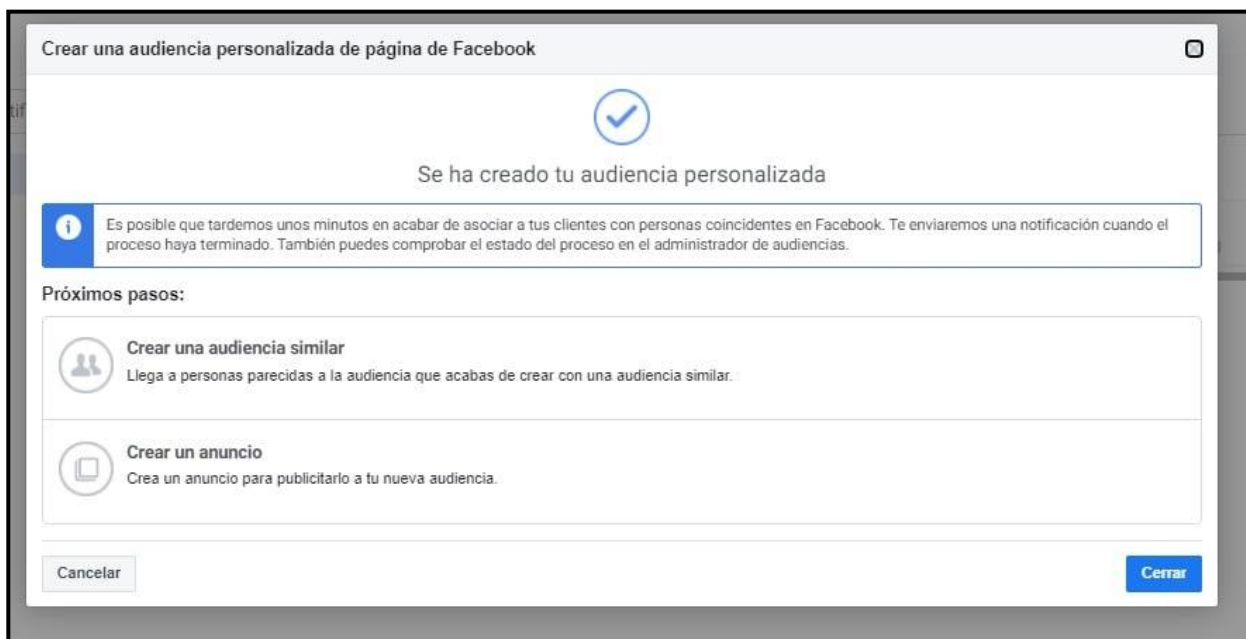 Crear una audiencia personalizada de página de Facebook
tif
Se ha creado tu audiencia personalizada
Es posible que tardemos unos minutos en acabar de asociar a tus clientes con personas coincidentes en Facebook. Te enviaremos una notificación cuando el
proceso haya terminado. También puedes comprobar el estado del proceso en el administrador de audiencias.
Próximos pasos:
Crear una audiencia similar
Llega a personas parecidas a la audiencia que acabas de crear con una audiencia similar.
Crear un anuncio
Crea un anuncio para publicitarlo a tu nueva audiencia.
Cancelar
Cerrar